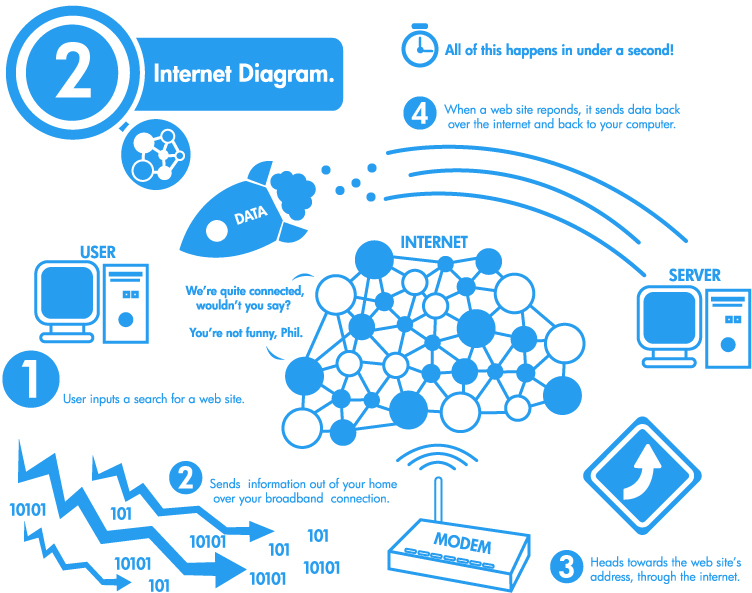 2
Internet Diagram.
All of this happens in under a second!
4
When a web site reponds, it sends data back
over the internet and back to your computer.
DATA
USER
INTERNET
SERVER
We're quite connected,
wouldn't you say?
You're not funny, Phil.
1
User inputs a search for a web site.
2
Sends information out of your home
over your broadband connection.
10101
101
10101
101
101
10101
10101
10101
101
MODEM
3
Heads towards the web site's
address, through the internet.